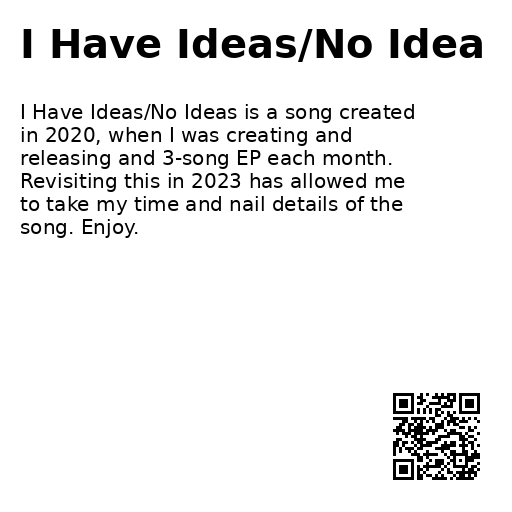 I Have Ideas/No Idea
I Have Ideas/No Ideas is a song created
in 2020, when I was creating and
releasing and 3-song EP each month.
Revisiting this in 2023 has allowed me
to take my time and nail details of the
song. Enjoy.